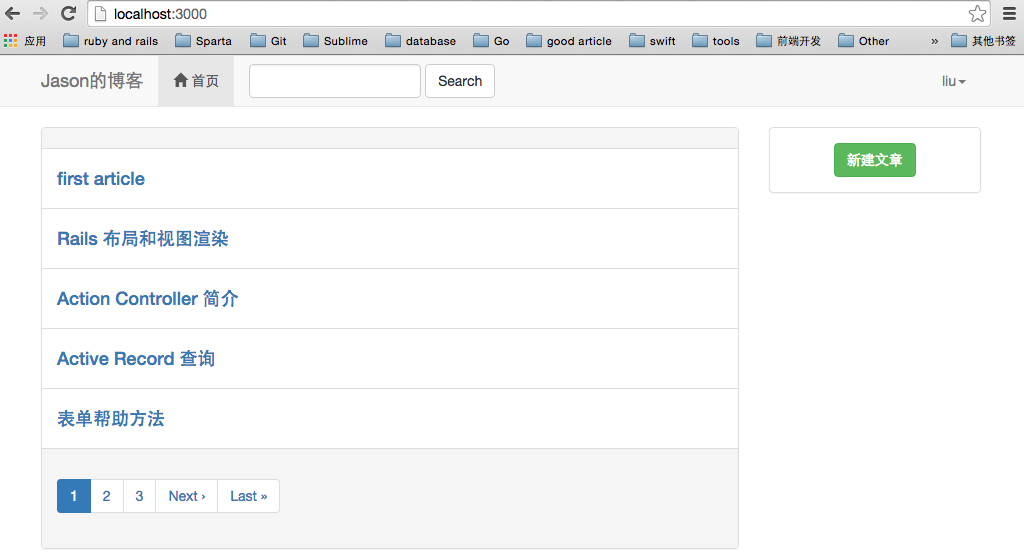 localhost:3000
应用 ruby and rails Sparta Git Sublime database Go good article swift tools 前端开发 Other » 其他书签
Jason的博客 首页 Search liu
新建文章
first article
Rails 布局和视图渲染
Action Controller 简介
Active Record 查询
表单帮助方法
1 2 3 Next › Last »